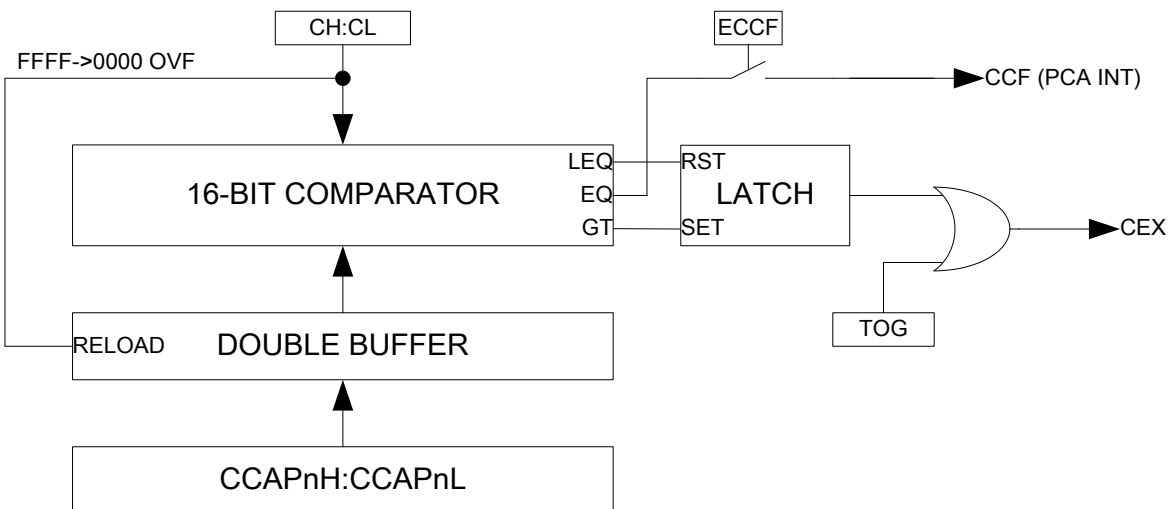 CH:CL
ECCF
FFFF->0000 OVF
CCF (PCA INT)
LEQ
RST
16-BIT COMPARATOR
EQ
LATCH
GT
SET
CEX
TOG
RELOAD
DOUBLE BUFFER
CCAPnH:CCAPnL